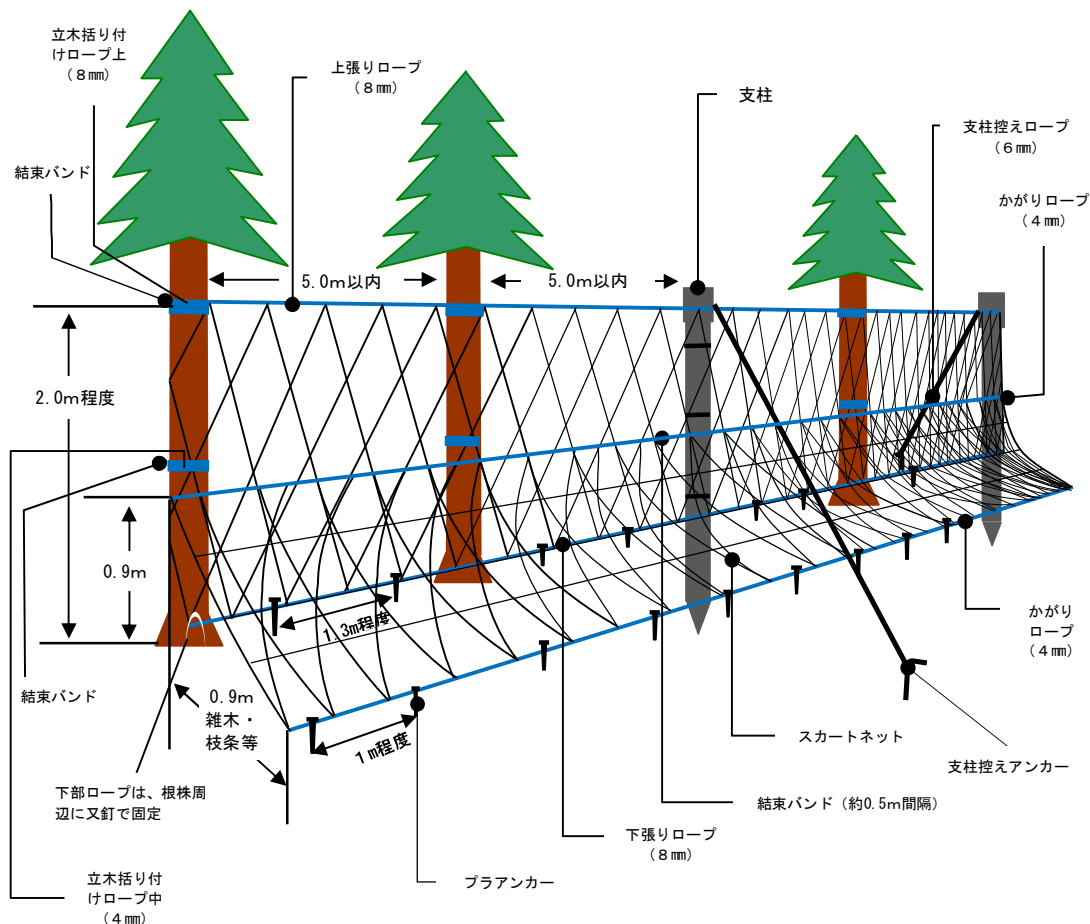 立木括り付
けロープ上
（8㎜）
上張りロープ
（8㎜）
支柱
支柱控えロープ
（6㎜）
結束バンド
かがりロープ
（4㎜）
5.0m以内
5.0m以内
2.0m程度
0.9m
1.3m程度
かがり
ロープ
（4㎜）
結束バンド
0.9m
雑木・
枝条等
1m程度
スカートネット
支柱控えアンカー
下部ロープは、根株周
辺に又釘で固定
結束バンド（約0.5m間隔）
下張りロープ
（8㎜）
立木括り付
けロープ中
（4㎜）
プラアンカー